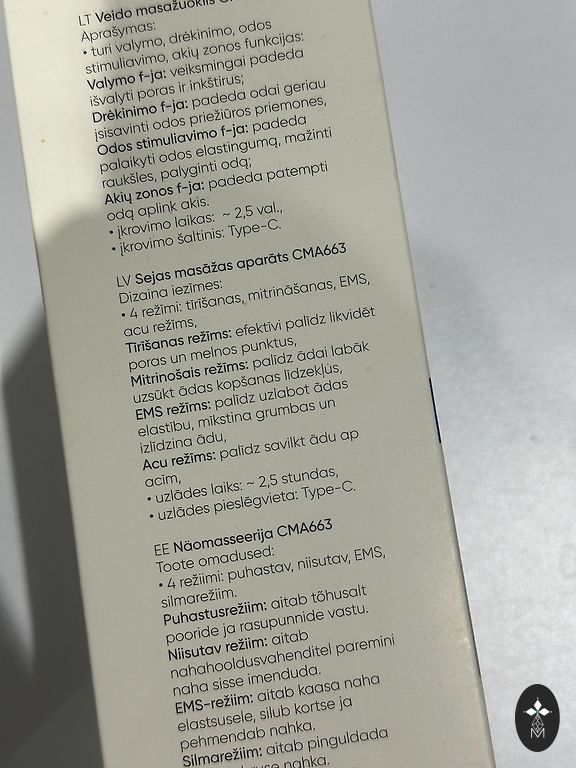 LT Veido masažuoklis
Aprašymas:
• turi valymo, drėkinimo, odos
stimuliavimo, akių zonos funkcijas:
Valymo f-ja: veiksmingai padeda
išvalyti poras ir inkštirus;
Drėkinimo f-ja: padeda odai geriau
įsisavinti odos priežiūros priemones,
Odos stimuliavimo f-ja: padeda
palaikyti odos elastingumą, mažinti
raukšles, palyginti odą;
Akių zonos f-ja: padeda patempti
odą aplink akis.
• įkrovimo laikas: ~ 2,5 val.,
• įkrovimo šaltinis: Type-C.
LV Sejas masāžas aparāts CMA663
Dizaina iezīmes:
• 4 režīmi: tīrīšanas, mitrināšanas, EMS,
acu režīms,
Tīrīšanas režīms: efektīvi palīdz likvidēt
poras un melnos punktus,
Mitrinošais režīms: palīdz ādai labāk
uzsūkt ādas kopšanas līdzekļūs,
EMS režīms: palīdz uzlabot ādas
elastību, mīkstina grumbas un
izlīdzina ādu,
Acu režīms: palīdz savilkt ādu ap
acīm,
• uzlādes laiks: ~ 2,5 stundas,
• uzlādes pieslēgvieta: Type-C.
EE Näomasseerija CMA663
Toote omadused:
• 4 režiimi: puhastav, niisutav, EMS,
silmarežiim.
Puhastusrežiim: aitab tõhusalt
pooride ja rasupunnide vastu.
Niisutav režiim: aitab
nahahooldusvahenditel paremini
naha sisse imenduda.
EMS-režiim: aitab kaasa naha
elastsusele, silub kortse ja
pehmendab nahka.
Silmarežiim: aitab pinguldada
nahka.
M